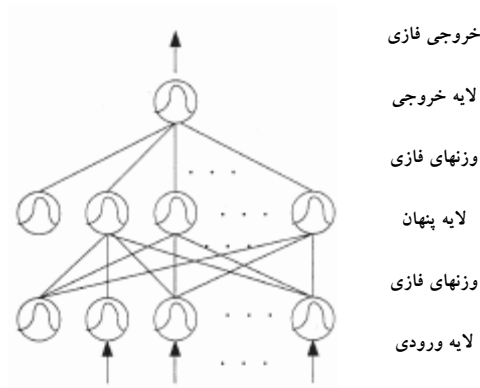 خروجی فازی
لایه خروجی
وزنهای فازی
لایه پنهان
وزنهای فازی
لایه ورودی